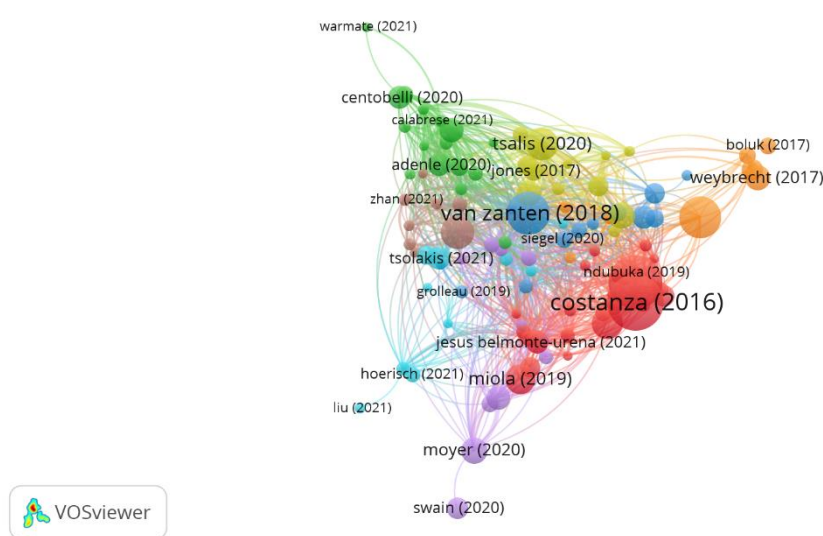 warmate (2021)
centobelli (2020)
calabrese (2021)
tsalis (2020)
boluk (2017)
adenle (2020)
jones (2017)
weybrecht (2017)
zhan (2021)
van zanten (2018)
siegel (2020)
tsolakis (2021)
ndubuka (2019)
grolleau (2019)
costanza (2016)
jesus belmonte-urena (2021)
hoerisch (2021)
miola (2019)
liu (2021)
moyer (2020)
swain (2020)
VOSviewer